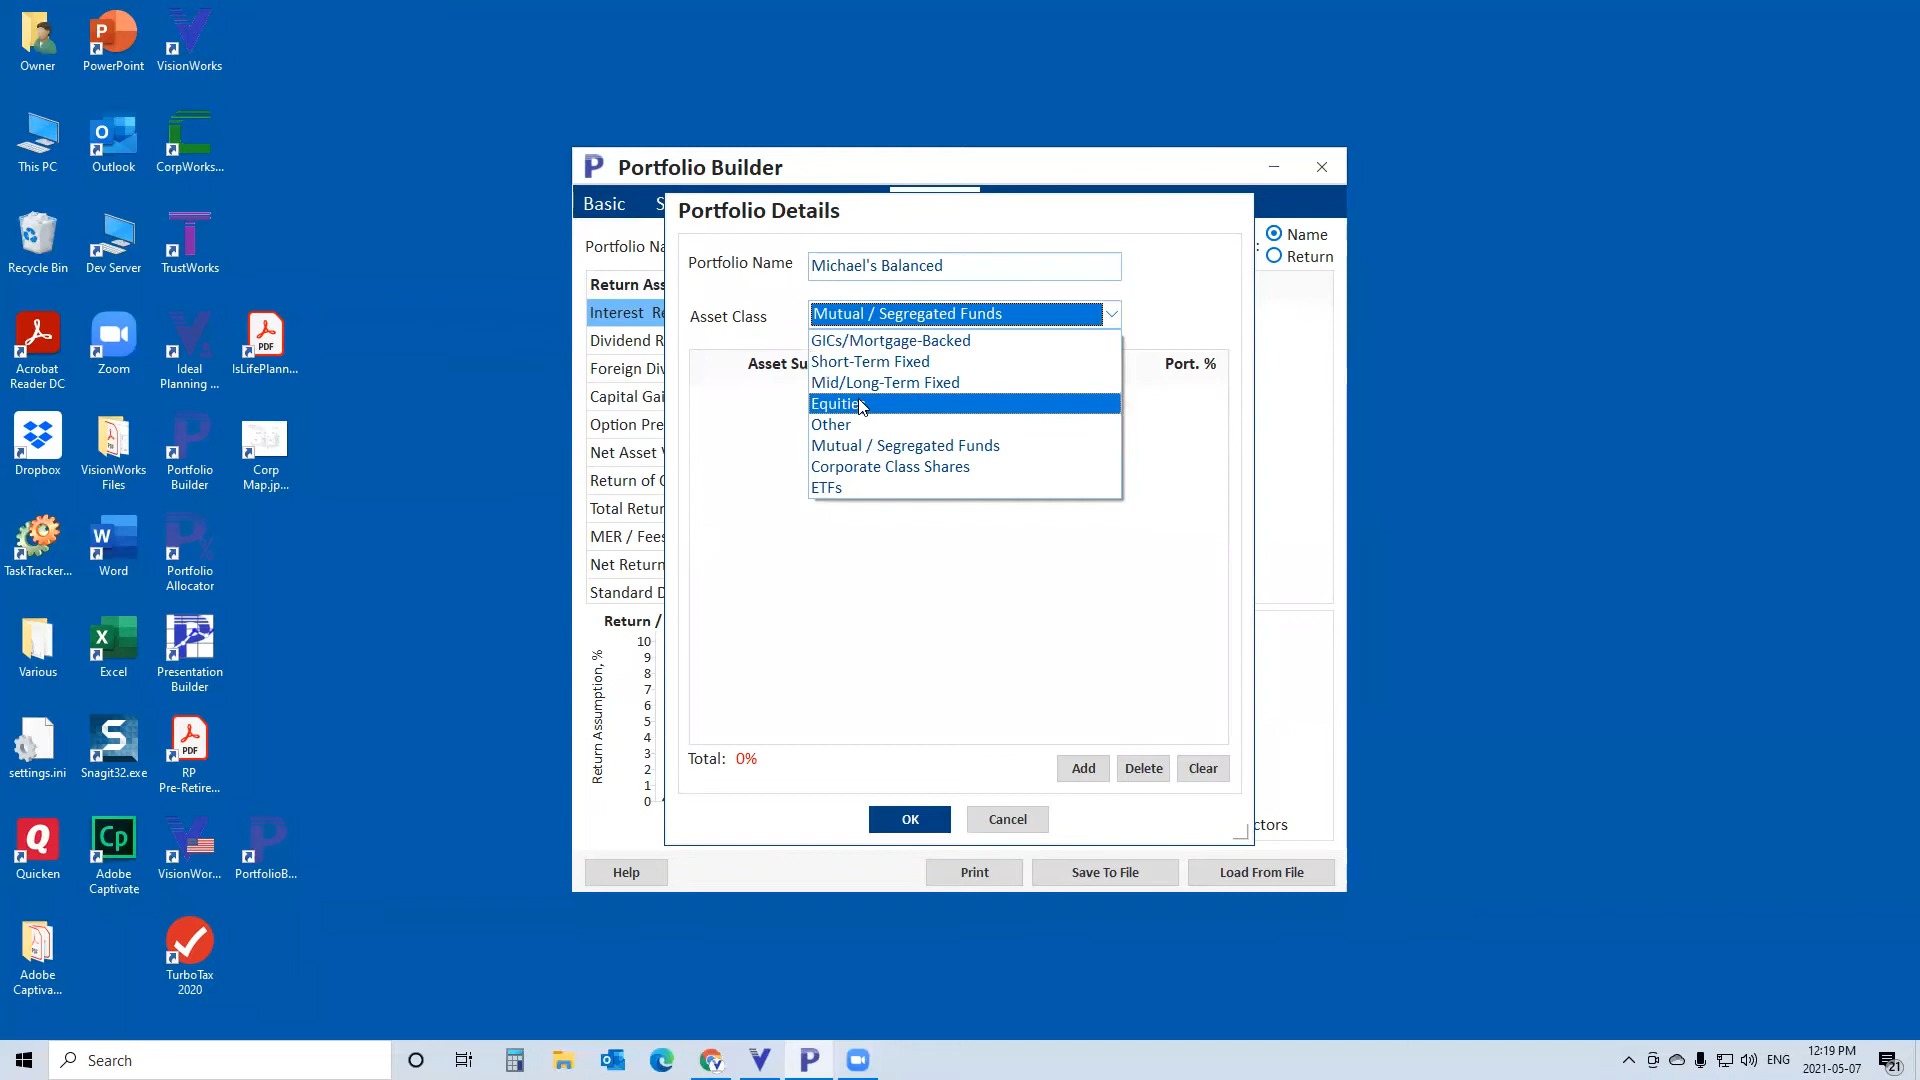 Owner
PowerPoint
VisionWorks
This PC
Outlook
CorpWorks...
Recycle Bin
Dev Server
TrustWorks
Acrobat
Reader DC
Zoom
Ideal
Planning ...
IsLifePlann...
Dropbox
VisionWorks
Files
Portfolio
Builder
Corp
Map.jp...
TaskTracker...
Word
Portfolio
Allocator
Various
Excel
Presentation
Builder
settings.ini
Snagit32.exe
PDF
RP
Pre-Retire...
Quicken
Adobe
Captivate
VisionWor...
PortfolioB...
Adobe
Captiva...
TurboTax
2020
P Portfolio Builder
Basic S
Portfolio Na
: Name
Return
Return Ass
Interest Re
Dividend R
Foreign Div
Capital Gai
Option Pre
Net Asset V
Return of C
Total Retur
MER / Fees
Net Return
Standard D
Return /
Return Assumption, %
10
9
8
7
6
5
4
3
2
1
0
Portfolio Details
Portfolio Name Michael's Balanced
Asset Class Mutual / Segregated Funds
Asset Su Port. %
GICs/Mortgage-Backed
Short-Term Fixed
Mid/Long-Term Fixed
Equitie
Other
Mutual / Segregated Funds
Corporate Class Shares
ETFs
Total: 0%
Add Delete Clear
OK Cancel
ctors
Help Print Save To File Load From File
Search
ENG
12:19 PM
2021-05-07
21